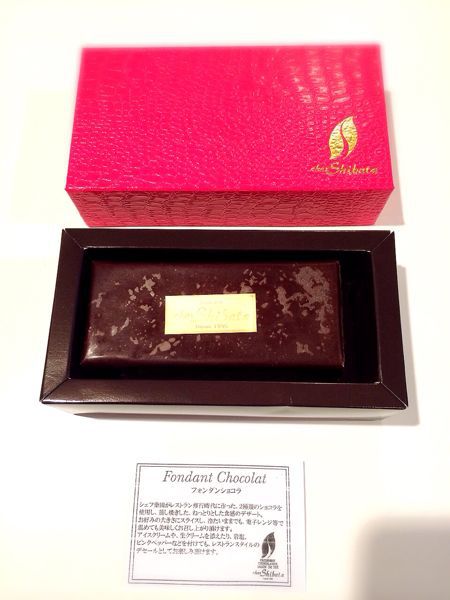 chez Shibata
chez Shibata
Depuis 1995
Fondant Chocolat
フォンダンショコラ
シェフ柴田がレストラン修行時代に作った、2種類のショコラを
使用し、蒸し焼きした、ねっとりとした食感のデザート。
お好みの大きさにスライスし、冷たいままでも、電子レンジ等で
温めても美味しくお召し上がり頂けます。
アイスクリームや、生クリームを添えたり、岩塩、
ピンクペッパーなどを付けても、レストランスタイルの
デセールとしてお楽しみ頂けます。
chez Shibata